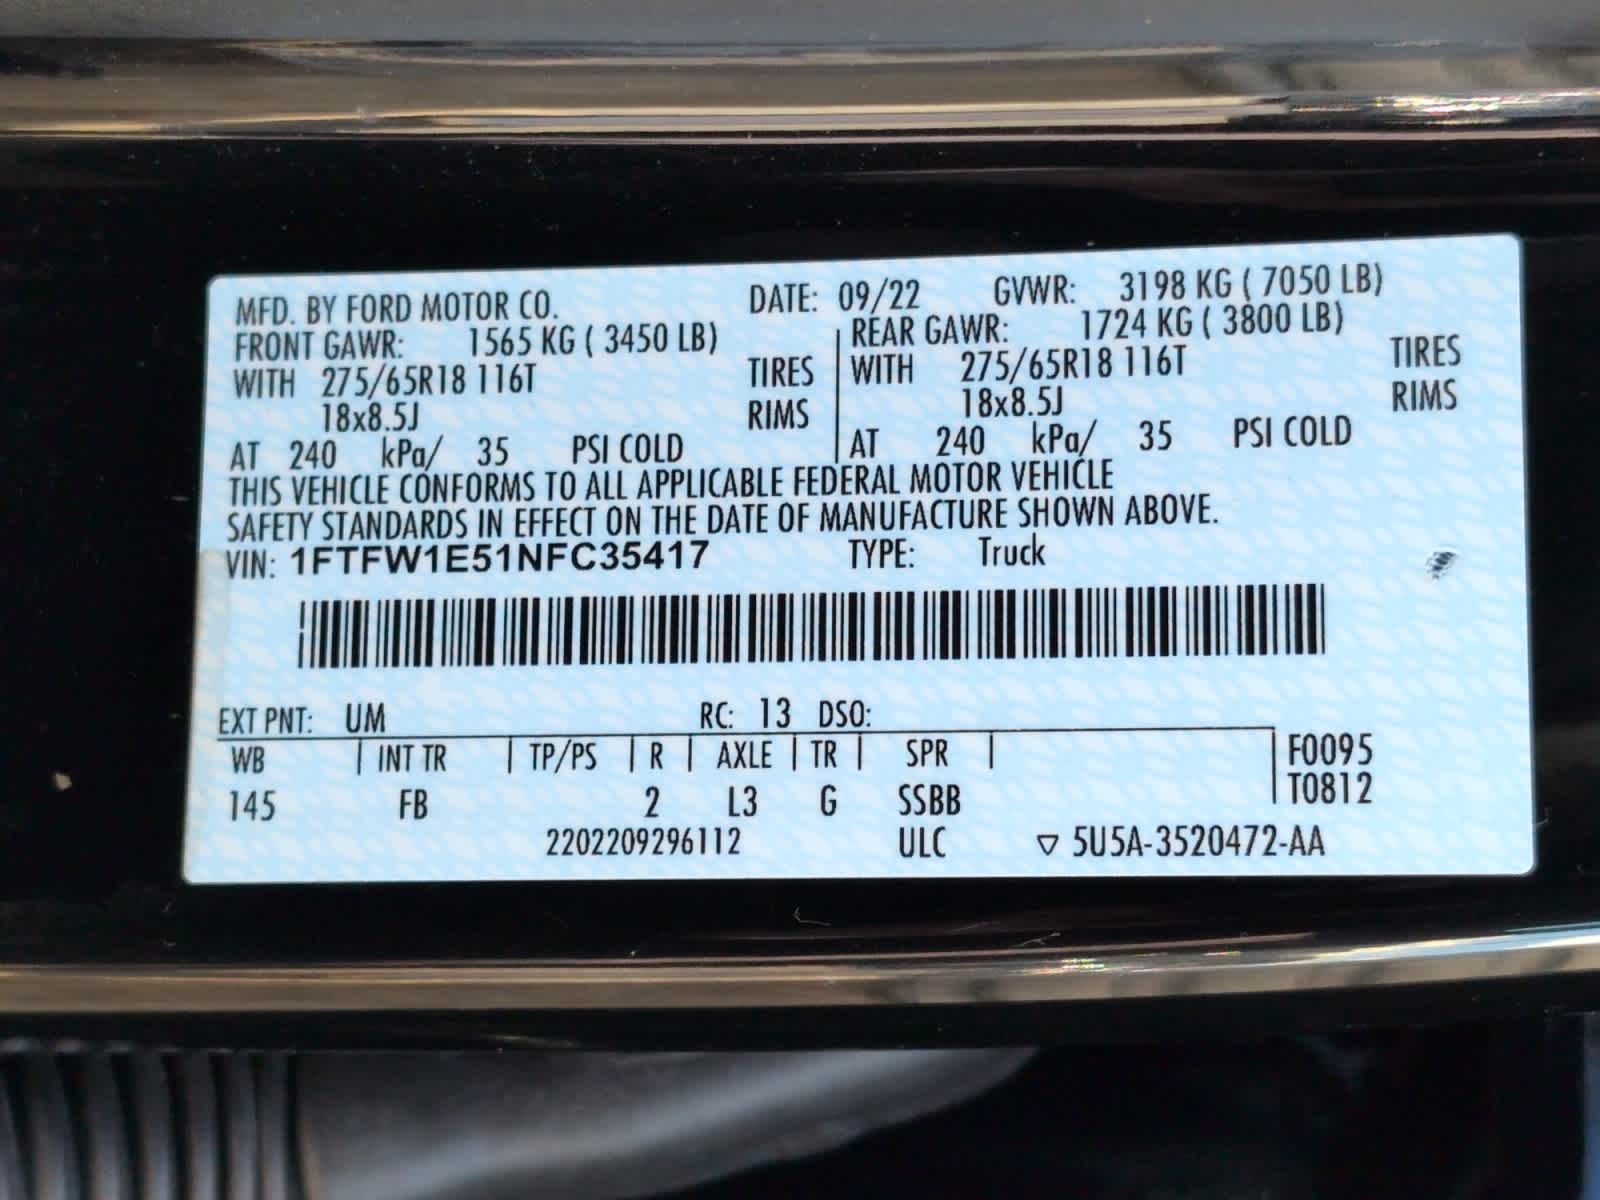 MFD. BY FORD MOTOR CO. DATE: 09/22 GVWR: 3198 KG ( 7050 LB)
FRONT GAWR: 1565 KG ( 3450 LB) REAR GAWR: 1724 KG ( 3800 LB)
WITH 275/65R18 116T TIRES WITH 275/65R18 116T TIRES
18x8.5J RIMS 18x8.5J RIMS
AT 240 kPa/ 35 PSI COLD AT 240 kPa/ 35 PSI COLD
THIS VEHICLE CONFORMS TO ALL APPLICABLE FEDERAL MOTOR VEHICLE
SAFETY STANDARDS IN EFFECT ON THE DATE OF MANUFACTURE SHOWN ABOVE.
VIN: 1FTFW1E51NFC35417 TYPE: Truck
EXT PNT: UM RC: 13 DSO:
WB INT TR TP/PS R AXLE TR SPR F0095
145 FB 2 L3 G SSBB T0812
2202209296112 ULC ▽ 5U5A-3520472-AA